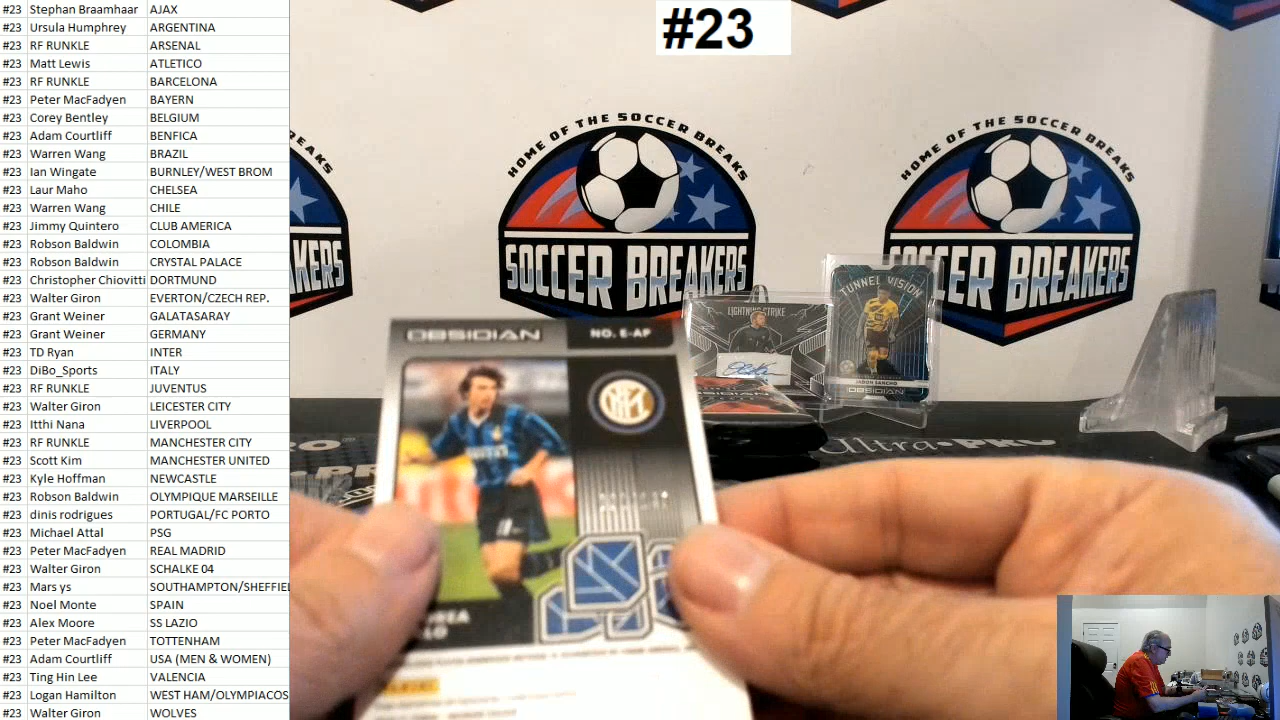 #23 Stephan Braamhaar AJAX
#23 Ursula Humphrey ARGENTINA
#23 RF RUNKLE ARSENAL
#23 Matt Lewis ATLETICO
#23 RF RUNKLE BARCELONA
#23 Peter MacFadyen BAYERN
#23 Corey Bentley BELGIUM
#23 Adam Courtliff BENFICA
#23 Warren Wang BRAZIL
#23 Ian Wingate BURNLEY/WEST BROM
#23 Laur Maho CHELSEA
#23 Warren Wang CHILE
#23 Jimmy Quintero CLUB AMERICA
#23 Robson Baldwin COLOMBIA
#23 Robson Baldwin CRYSTAL PALACE
#23 Christopher Chiovitti DORTMUND
#23 Walter Giron EVERTON/CZECH REP.
#23 Grant Weiner GALATASARAY
#23 Grant Weiner GERMANY
#23 TD Ryan INTER
#23 DiBo_Sports ITALY
#23 RF RUNKLE JUVENTUS
#23 Walter Giron LEICESTER CITY
#23 Itthi Nana LIVERPOOL
#23 RF RUNKLE MANCHESTER CITY
#23 Scott Kim MANCHESTER UNITED
#23 Kyle Hoffman NEWCASTLE
#23 Robson Baldwin OLYMPIQUE MARSEILLE
#23 dinis rodrigues PORTUGAL/FC PORTO
#23 Michael Attal PSG
#23 Peter MacFadyen REAL MADRID
#23 Walter Giron SCHALKE 04
#23 Mars ys SOUTHAMPTON/SHEFFIE
#23 Noel Monte SPAIN
#23 Alex Moore SS LAZIO
#23 Peter MacFadyen TOTTENHAM
#23 Adam Courtliff USA (MEN & WOMEN)
#23 Ting Hin Lee VALENCIA
#23 Logan Hamilton WEST HAM/OLYMPIACOS
#23 Walter Giron WOLVES
#23
REAKS
KERS
HOME OF THE SOCCER BREAKS
SOCCER BREAKERS
HOME OF THE SOCCER BREAKS
SOCCER BREAKERS
LIGHTNING STRIKE
TUNNEL VISION
JADON SANCHO
OBSIDIAN
OBSIDIAN NO. E-AP
PRO
Ultra•PRO
PANINI